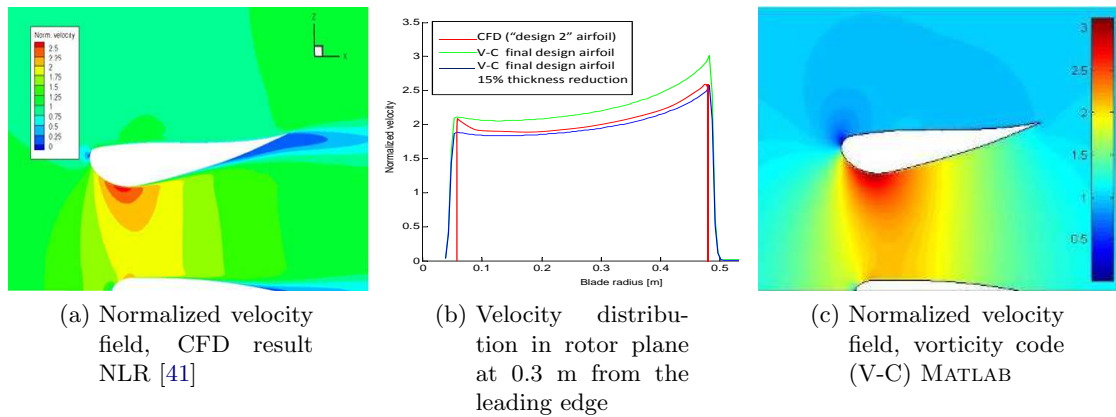 Norm. velocity
2.5
2.25
2
1.75
1.5
1.25
1
0.75
0.5
0.25
0
Z
X
3.5
3
2.5
2
1.5
1
0.5
0
Normalized velocity
CFD (“design 2” airfoil)
V-C final design airfoil
V-C final design airfoil
15% thickness reduction
0
0.1
0.2
0.3
0.4
0.5
Blade radius [m]
3
2.5
2
1.5
1
0.5
(a) Normalized velocity
field, CFD result
NLR [41]
(b) Velocity distribu-
tion in rotor plane
at 0.3 m from the
leading edge
(c) Normalized velocity
field, vorticity code
(V-C) MATLAB